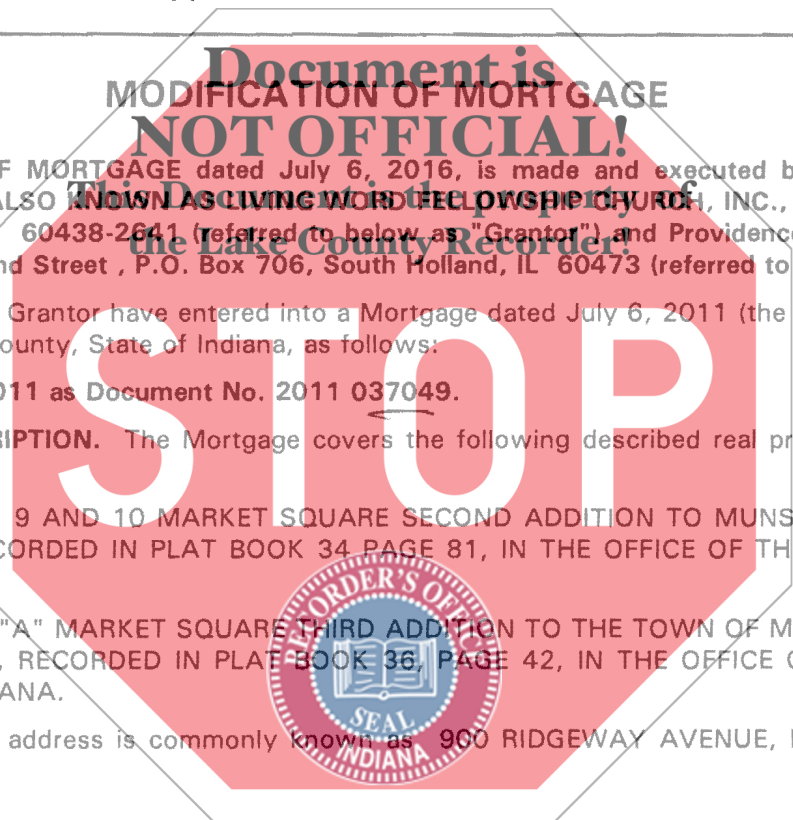 Document is
MODIFICATION OF MORTGAGE
NOT OFFICIAL!
F MORTGAGE dated July 6, 2016, is made and executed b
This Document is the property of
ALSO KNOWN AS LIVING WORD FELLOWSHIP CHURCH, INC.,
the Lake County Recorder!
60438-2641 (referred to below as "Grantor") and Providenc
nd Street , P.O. Box 706, South Holland, IL 60473 (referred to
Grantor have entered into a Mortgage dated July 6, 2011 (the
ounty, State of Indiana, as follows:
STOP
011 as Document No. 2011 037049.
RIPTION. The Mortgage covers the following described real pr
9 AND 10 MARKET SQUARE SECOND ADDITION TO MUNS
CORDED IN PLAT BOOK 34 PAGE 81, IN THE OFFICE OF TH
"A" MARKET SQUARE THIRD ADDITION TO THE TOWN OF M
, RECORDED IN PLAT BOOK 36, PAGE 42, IN THE OFFICE
IANA.
RECORDER'S OFFICE
SEAL
INDIANA
address is commonly known as 900 RIDGEWAY AVENUE,